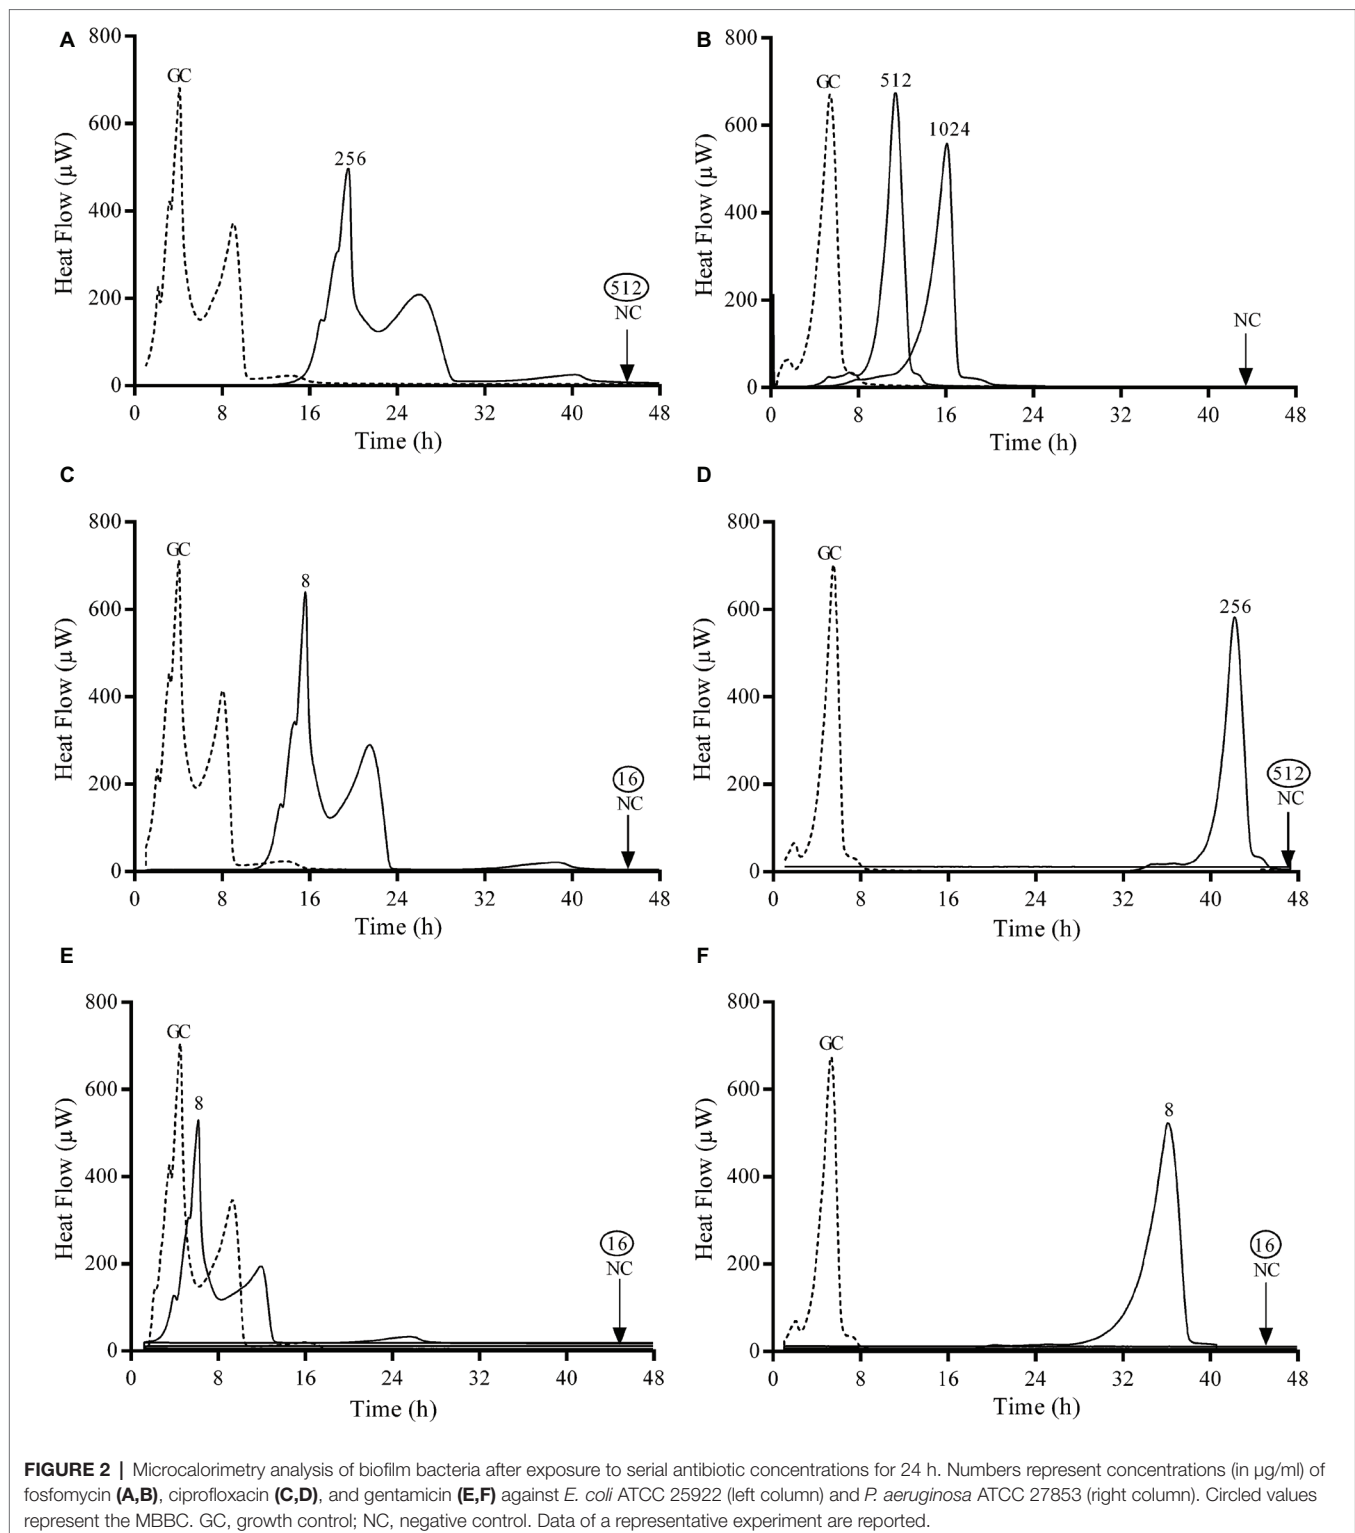 A
800
600
400
200
0
Heat Flow (µW)
GC
256
512
NC
0 8 16 24 32 40 48
Time (h)
B
800
600
400
200
0
Heat Flow (µW)
GC
512
1024
NC
0 8 16 24 32 40 48
Time (h)
C
800
600
400
200
0
Heat Flow (µW)
GC
8
16
NC
0 8 16 24 32 40 48
Time (h)
D
800
600
400
200
0
Heat Flow (µW)
GC
256
512
NC
0 8 16 24 32 40 48
Time (h)
E
800
600
400
200
0
Heat Flow (µW)
GC
8
16
NC
0 8 16 24 32 40 48
Time (h)
F
800
600
400
200
0
Heat Flow (µW)
GC
8
16
NC
0 8 16 24 32 40 48
Time (h)
FIGURE 2 | Microcalorimetry analysis of biofilm bacteria after exposure to serial antibiotic concentrations for 24 h. Numbers represent concentrations (in µg/ml) of
fosfomycin (A,B), ciprofloxacin (C,D), and gentamicin (E,F) against E. coli ATCC 25922 (left column) and P. aeruginosa ATCC 27853 (right column). Circled values
represent the MBBC. GC, growth control; NC, negative control. Data of a representative experiment are reported.